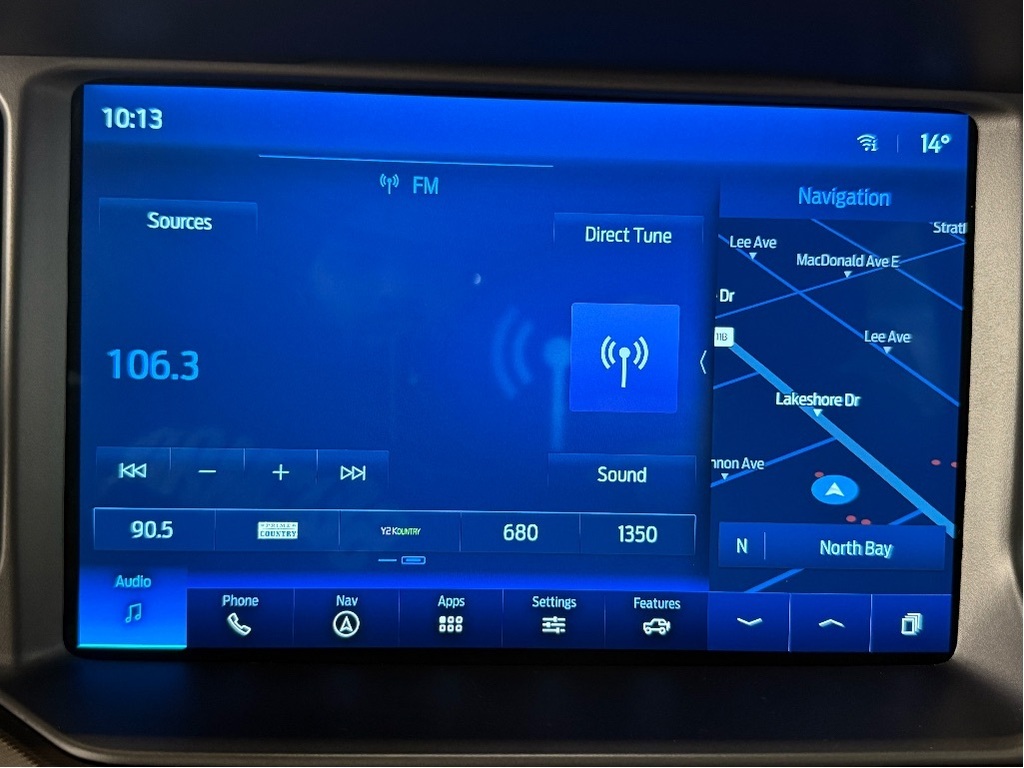 10:13
14°
FM
Navigation
Sources
Direct Tune
Strat
Lee Ave
MacDonald Ave E
Dr
11B
Lee Ave
106.3
Lakeshore Dr
nnon Ave
Sound
90.5
PRIME
COUNTRY
Y2KOUNTRY
680
1350
N
North Bay
Audio
Phone
Nav
Apps
Settings
Features